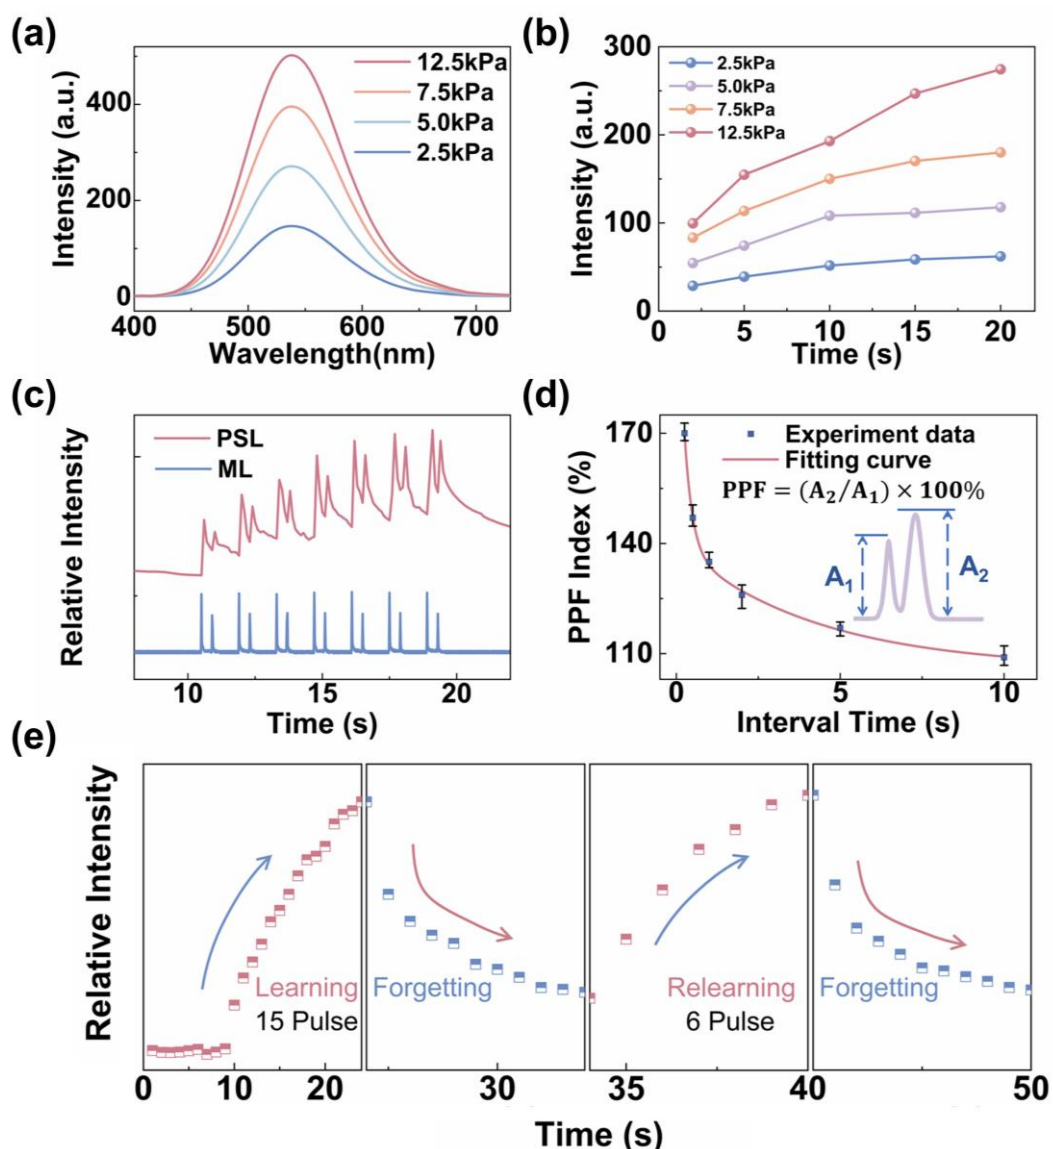 (a)
Intensity (a.u.)
400
200
0
12.5kPa
7.5kPa
5.0kPa
2.5kPa
400 500 600 700
Wavelength(nm)
(b)
Intensity (a.u.)
300
200
100
0
2.5kPa
5.0kPa
7.5kPa
12.5kPa
0 5 10 15 20
Time (s)
(c)
Relative Intensity
PSL
ML
10 15 20
Time (s)
(d)
PPF Index (%)
170
140
110
Experiment data
Fitting curve
PPF = (A₂/A₁) × 100%
A₁
A₂
0 5 10
Interval Time (s)
(e)
Relative Intensity
Learning
15 Pulse
Forgetting
Relearning
6 Pulse
Forgetting
0 10 20 30 35 40 50
Time (s)